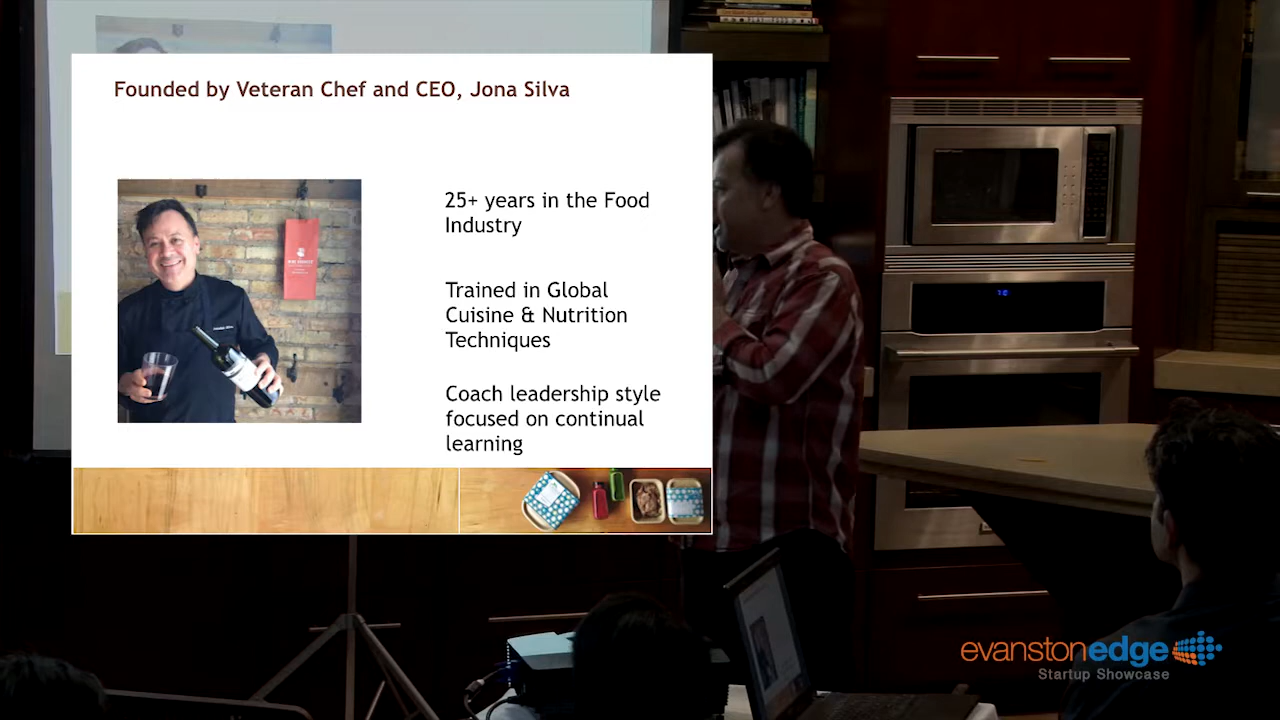 Founded by Veteran Chef and CEO, Jona Silva
25+ years in the Food
Industry
Trained in Global
Cuisine & Nutrition
Techniques
Coach leadership style
focused on continual
learning
evanstonedge
Startup Showcase